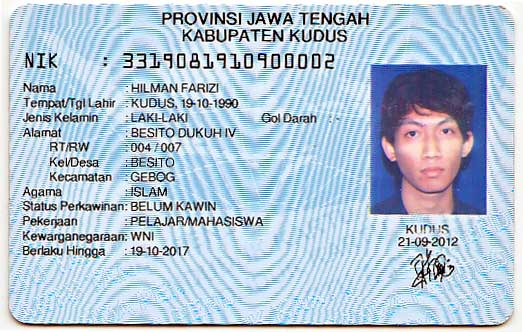 PROVINSI JAWA TENGAH
KABUPATEN KUDUS
NIK : 3319081910900002
Nama : HILMAN FARIZI
Tempat/Tgl Lahir : KUDUS, 19-10-1990
Jenis Kelamin : LAKI-LAKI Gol Darah : -
Alamat : BESITO DUKUH IV
RT/RW : 004 / 007
Kel/Desa : BESITO
Kecamatan : GEBOG
Agama : ISLAM
Status Perkawinan: BELUM KAWIN
Pekerjaan : PELAJAR/MAHASISWA
Kewarganegaraan: WNI
Berlaku Hingga : 19-10-2017
KUDUS
21-09-2012